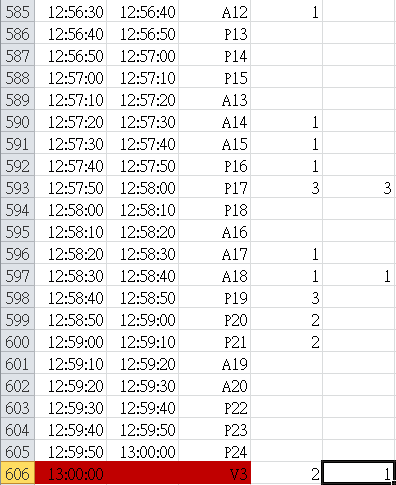 585 12:56:30 12:56:40 A12 1
586 12:56:40 12:56:50 P13
587 12:56:50 12:57:00 P14
588 12:57:00 12:57:10 P15
589 12:57:10 12:57:20 A13
590 12:57:20 12:57:30 A14 1
591 12:57:30 12:57:40 A15 1
592 12:57:40 12:57:50 P16 1
593 12:57:50 12:58:00 P17 3 3
594 12:58:00 12:58:10 P18
595 12:58:10 12:58:20 A16
596 12:58:20 12:58:30 A17 1
597 12:58:30 12:58:40 A18 1 1
598 12:58:40 12:58:50 P19 3
599 12:58:50 12:59:00 P20 2
600 12:59:00 12:59:10 P21 2
601 12:59:10 12:59:20 A19
602 12:59:20 12:59:30 A20
603 12:59:30 12:59:40 P22
604 12:59:40 12:59:50 P23
605 12:59:50 13:00:00 P24
606 13:00:00 V3 2 1